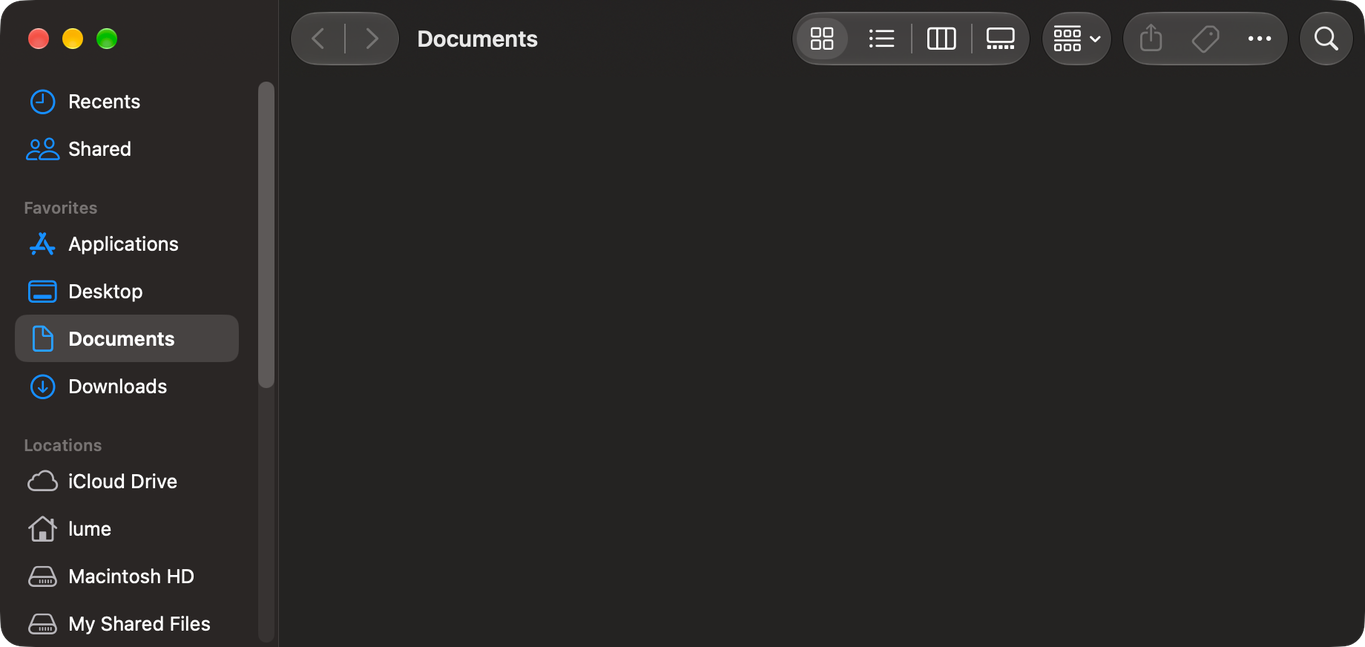 Documents
Recents
Shared
Favorites
Applications
Desktop
Documents
Downloads
Locations
iCloud Drive
lume
Macintosh HD
My Shared Files